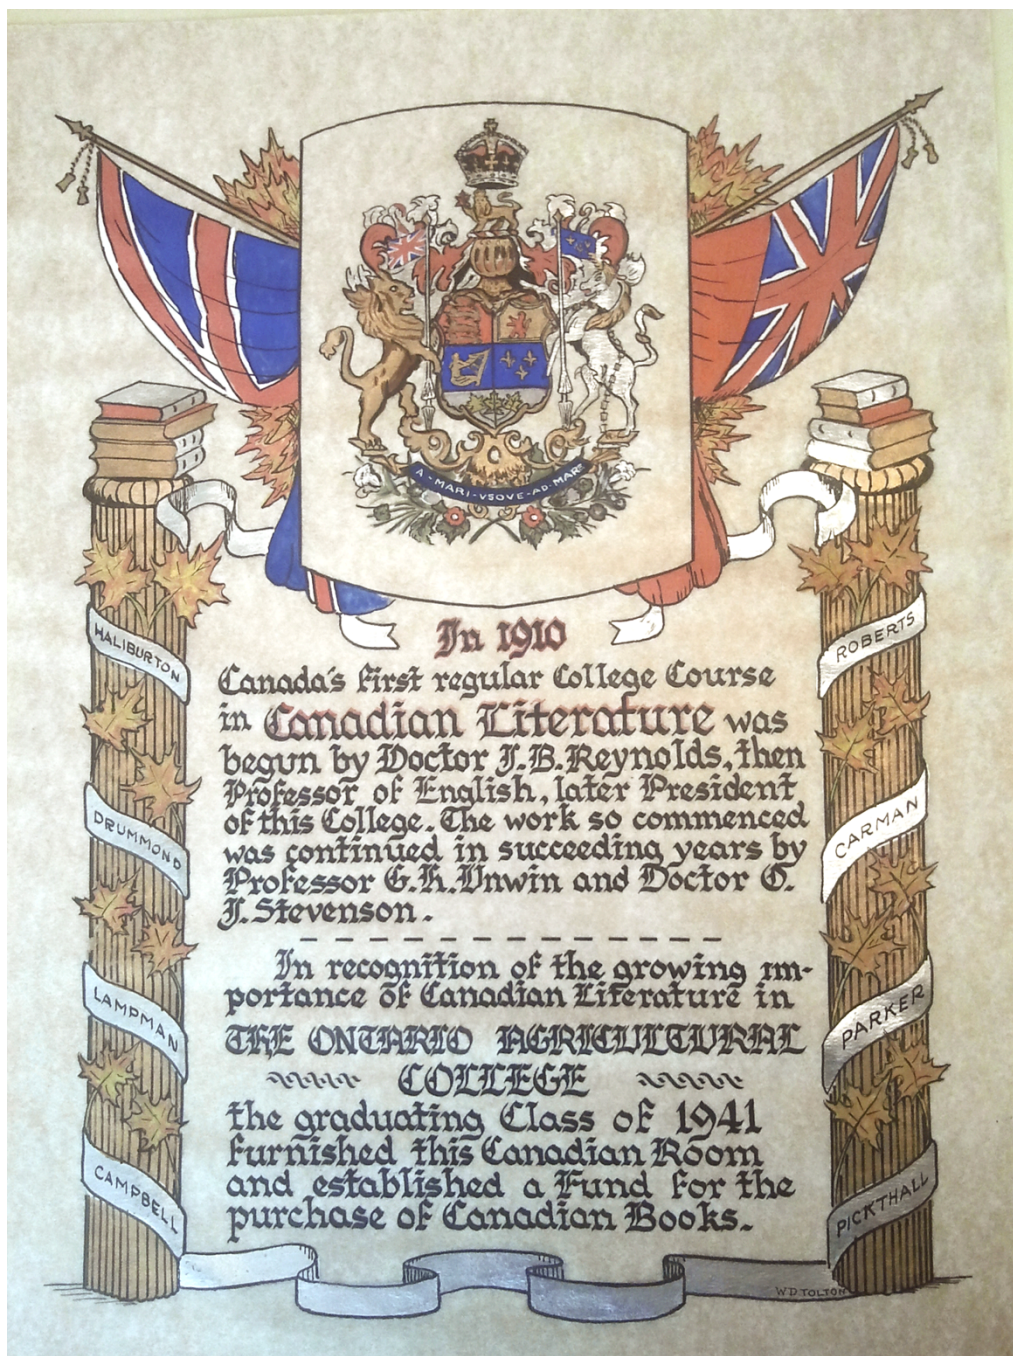 A·MARI·VSQVE·AD·MARE
In 1910
Canada's first regular College Course
in Canadian Literature was
begun by Doctor J.B. Reynolds, then
Professor of English, later President
of this College. The work so commenced
was continued in succeeding years by
Professor G.H. Unwin and Doctor O.
J. Stevenson.
In recognition of the growing im-
portance of Canadian Literature in
THE ONTARIO AGRICULTURAL
COLLEGE
the graduating Class of 1941
furnished this Canadian Room
and established a Fund for the
purchase of Canadian Books.
HALIBURTON
DRUMMOND
LAMPMAN
CAMPBELL
ROBERTS
CARMAN
PARKER
PICKTHALL
W D TOLTON